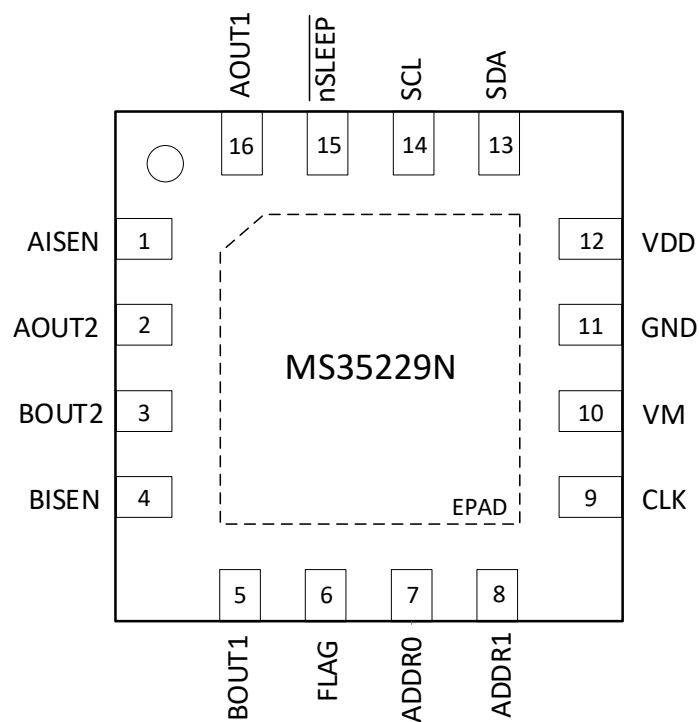 AOUT1
nSLEEP
SCL
SDA
16
15
14
13
AISEN 1
12 VDD
AOUT2 2
11 GND
MS35229N
BOUT2 3
10 VM
BISEN 4
9 CLK
EPAD
5
6
7
8
BOUT1
FLAG
ADDR0
ADDR1